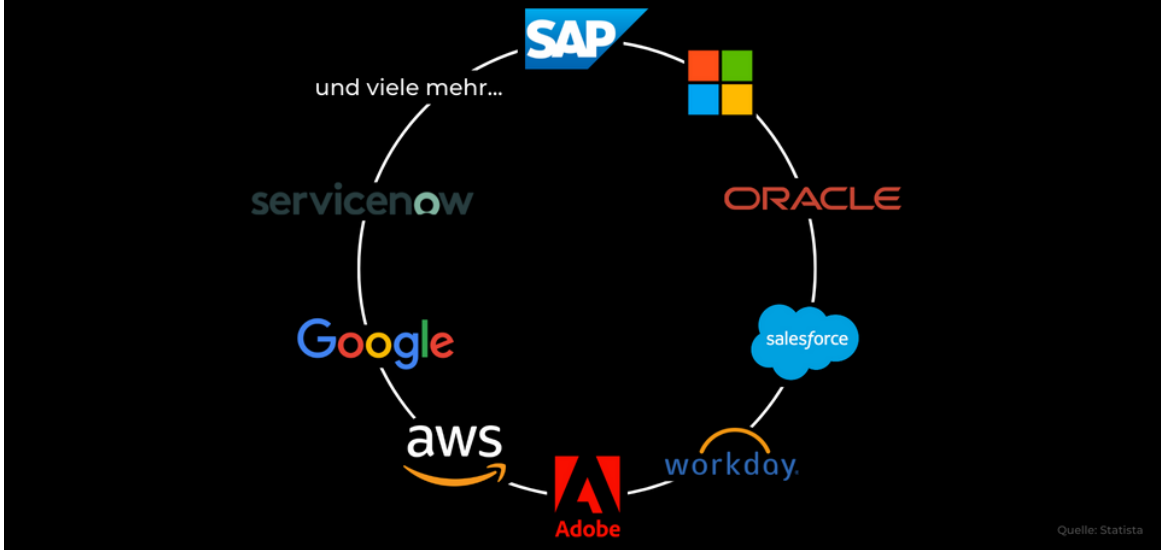 SAP
und viele mehr...
servicenow
ORACLE
Google
salesforce
aws
workday.
Adobe
Quelle: Statista